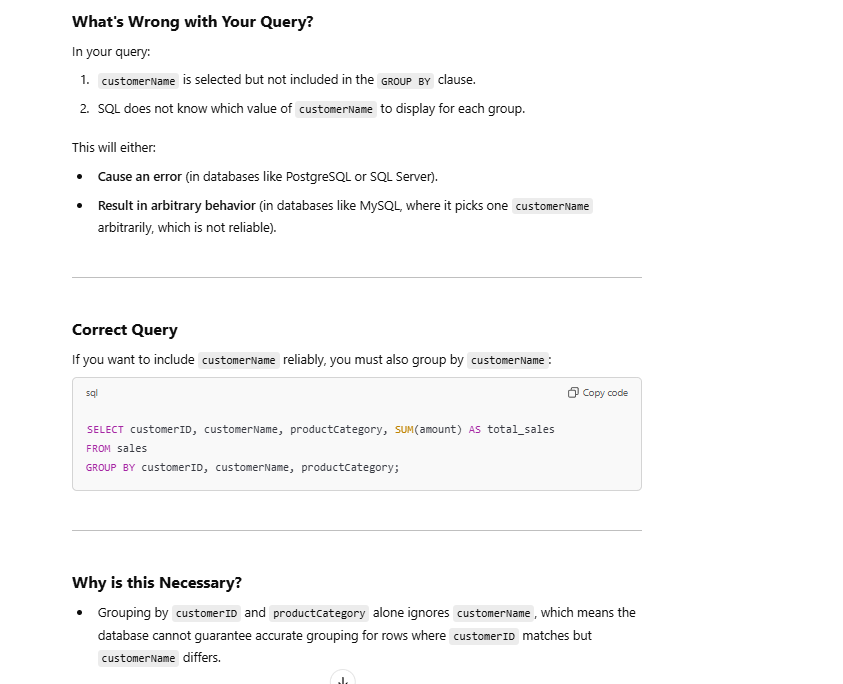 What's Wrong with Your Query?
In your query:
1. customerName is selected but not included in the GROUP BY clause.
2. SQL does not know which value of customerName to display for each group.
This will either:
• Cause an error (in databases like PostgreSQL or SQL Server).
• Result in arbitrary behavior (in databases like MySQL, where it picks one customerName
arbitrarily, which is not reliable).
Correct Query
If you want to include customerName reliably, you must also group by customerName:
sql Copy code
SELECT customerID, customerName, productCategory, SUM(amount) AS total_sales
FROM sales
GROUP BY customerID, customerName, productCategory;
Why is this Necessary?
• Grouping by customerID and productCategory alone ignores customerName, which means the
database cannot guarantee accurate grouping for rows where customerID matches but
customerName differs.